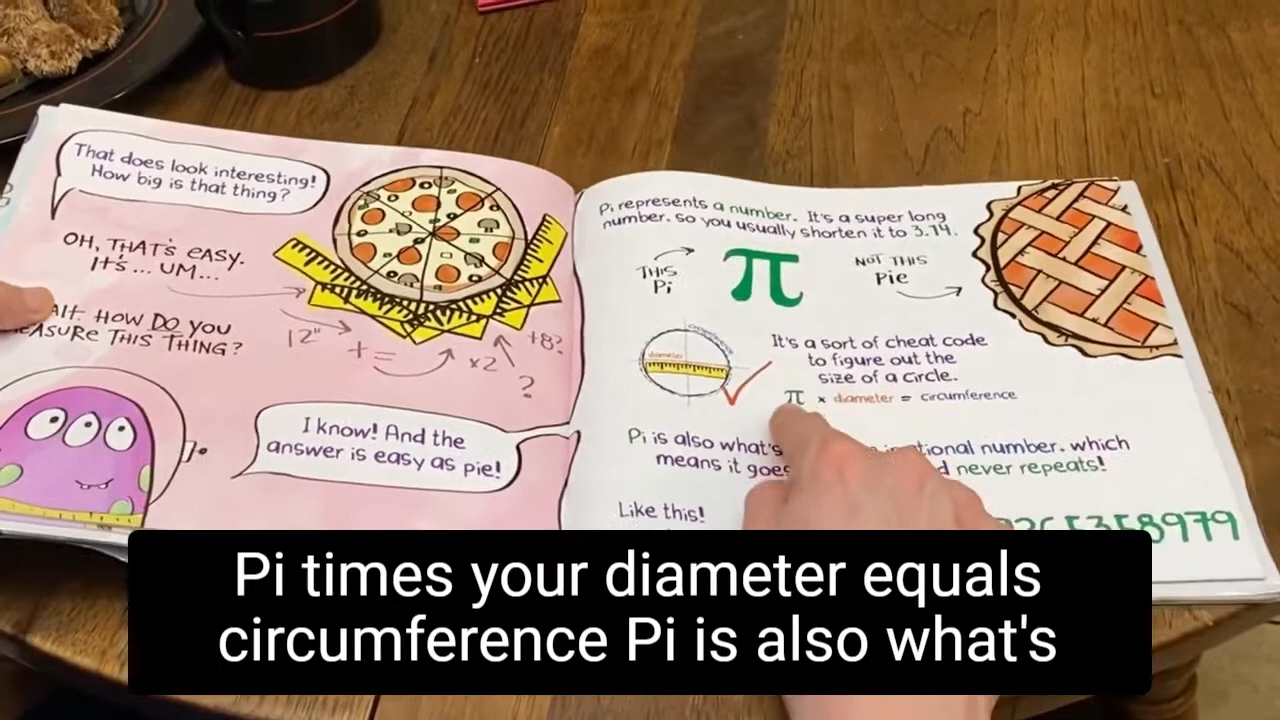 That does look interesting!
How big is that thing?
OH, THAT'S EASY.
IT'S... UM...
HOW DO YOU
MEASURE THIS THING?
12"
+ =
x2
+8?
?
I know! And the
answer is easy as pie!
Pi represents a number. It's a super long
number, so you usually shorten it to 3.14.
THIS
Pi
π
NOT THIS
Pie
diameter
circumference
It's a sort of cheat code
to figure out the
size of a circle.
π x diameter = circumference
Pi is also what's
number, which
means it goes
never repeats!
Like this!
58979
Pi times your diameter equals
circumference Pi is also what's